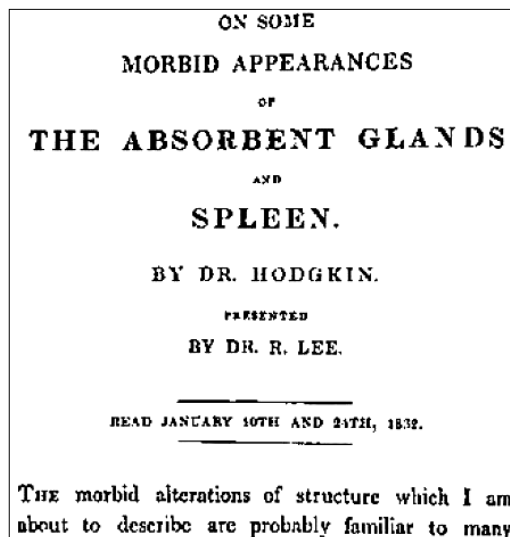 ON SOME
MORBID APPEARANCES
OF
THE ABSORBENT GLANDS
AND
SPLEEN.
BY DR. HODGKIN.
PRESENTED
BY DR. R. LEE.
READ JANUARY 10TH AND 24TH, 1832.
THE morbid alterations of structure which I am
about to describe are probably familiar to many